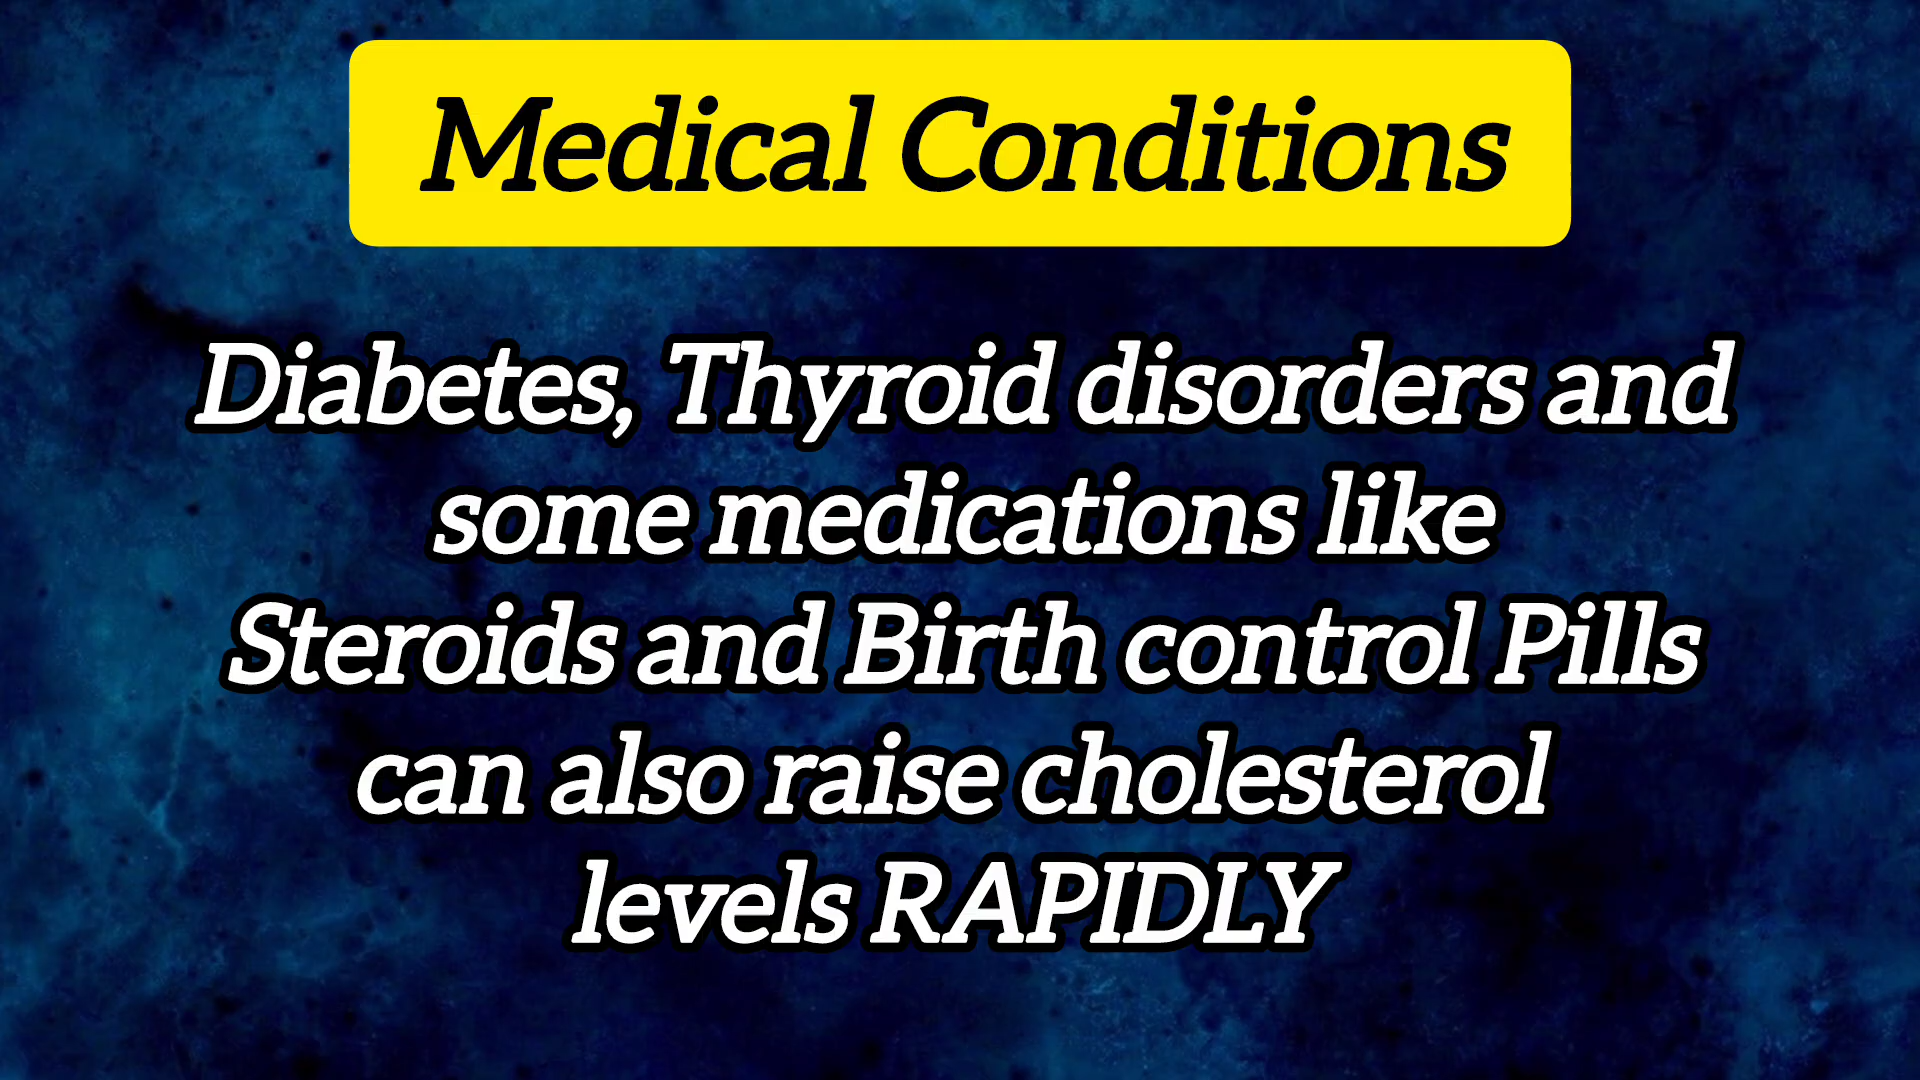 Medical Conditions
Diabetes, Thyroid disorders and
some medications like
Steroids and Birth control Pills
can also raise cholesterol
levels RAPIDLY